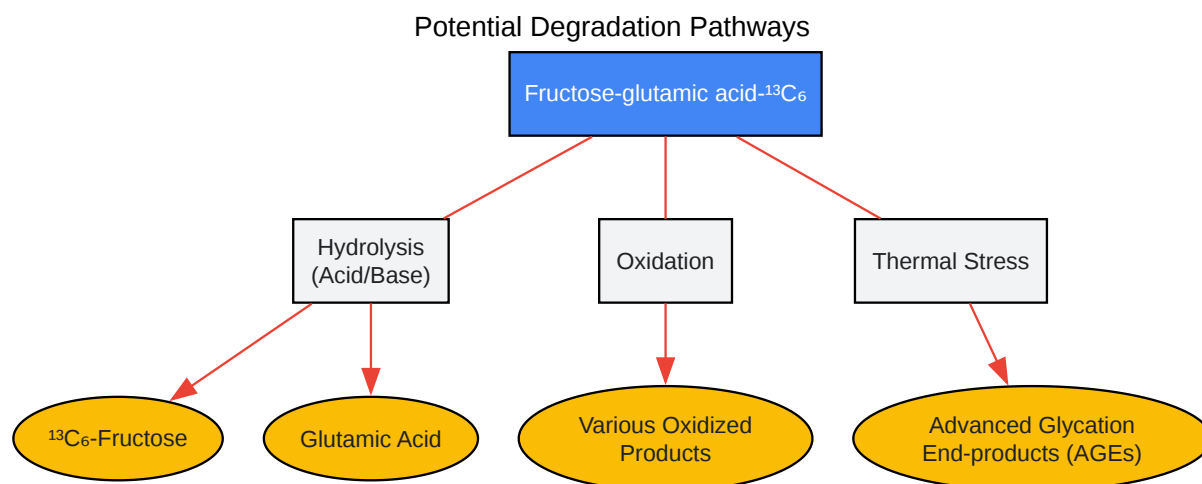 Potential Degradation Pathways
Fructose-glutamic acid-¹³C₆
Hydrolysis
(Acid/Base)
Oxidation
Thermal Stress
¹³C₆-Fructose
Glutamic Acid
Various Oxidized
Products
Advanced Glycation
End-products (AGEs)